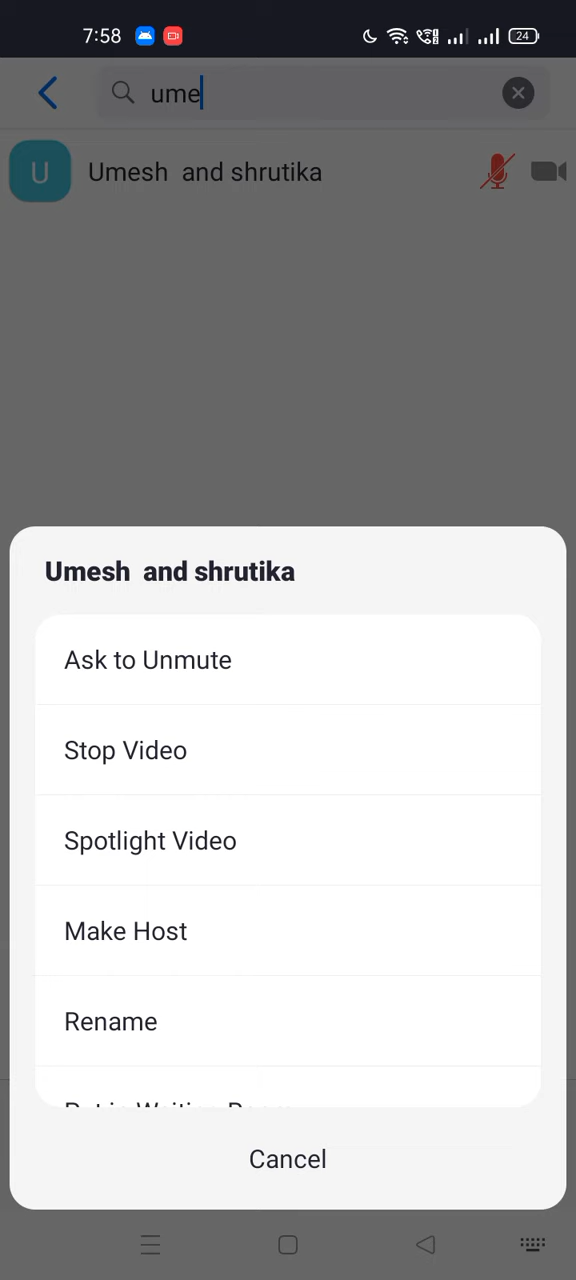 7:58
24
ume
U
Umesh  and shrutika
Umesh  and shrutika
Ask to Unmute
Stop Video
Spotlight Video
Make Host
Rename
Cancel